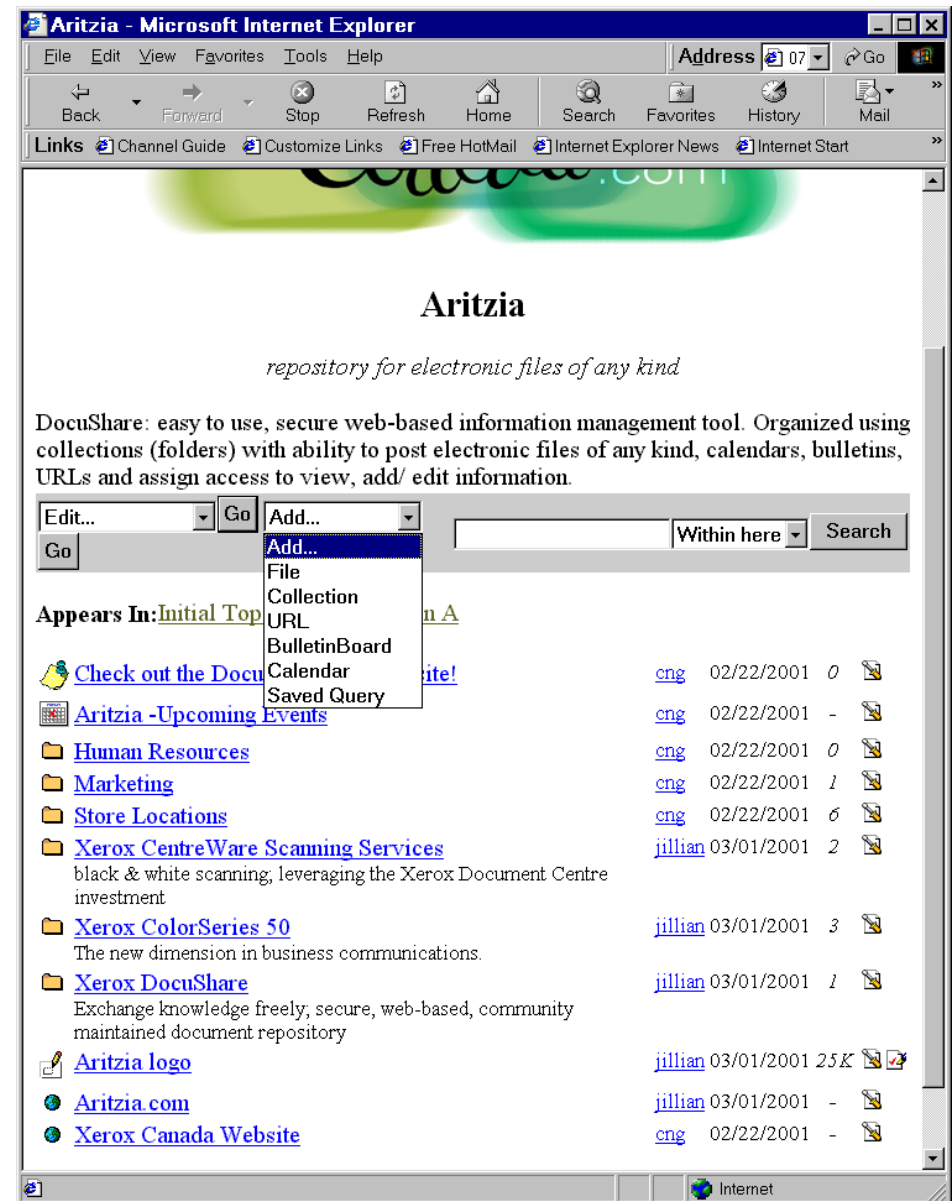 Aritzia - Microsoft Internet Explorer
File Edit View Favorites Tools Help Address 07 Go
Back Forward Stop Refresh Home Search Favorites History Mail »
Links Channel Guide Customize Links Free HotMail Internet Explorer News Internet Start »
.com
Aritzia
repository for electronic files of any kind
DocuShare: easy to use, secure web-based information management tool. Organized using
collections (folders) with ability to post electronic files of any kind, calendars, bulletins,
URLs and assign access to view, add/ edit information.
Edit... Go Add... Within here Search
Go
Add...
File
Collection
URL
BulletinBoard
Calendar
Saved Query
Appears In: Initial Top n A
Check out the Docu ite! cng 02/22/2001 0
Aritzia -Upcoming Events cng 02/22/2001 -
Human Resources cng 02/22/2001 0
Marketing cng 02/22/2001 1
Store Locations cng 02/22/2001 6
Xerox CentreWare Scanning Services jillian 03/01/2001 2
black & white scanning; leveraging the Xerox Document Centre
investment
Xerox ColorSeries 50 jillian 03/01/2001 3
The new dimension in business communications.
Xerox DocuShare jillian 03/01/2001 1
Exchange knowledge freely; secure, web-based, community
maintained document repository
Aritzia logo jillian 03/01/2001 25K
Aritzia.com jillian 03/01/2001 -
Xerox Canada Website cng 02/22/2001 -
Internet